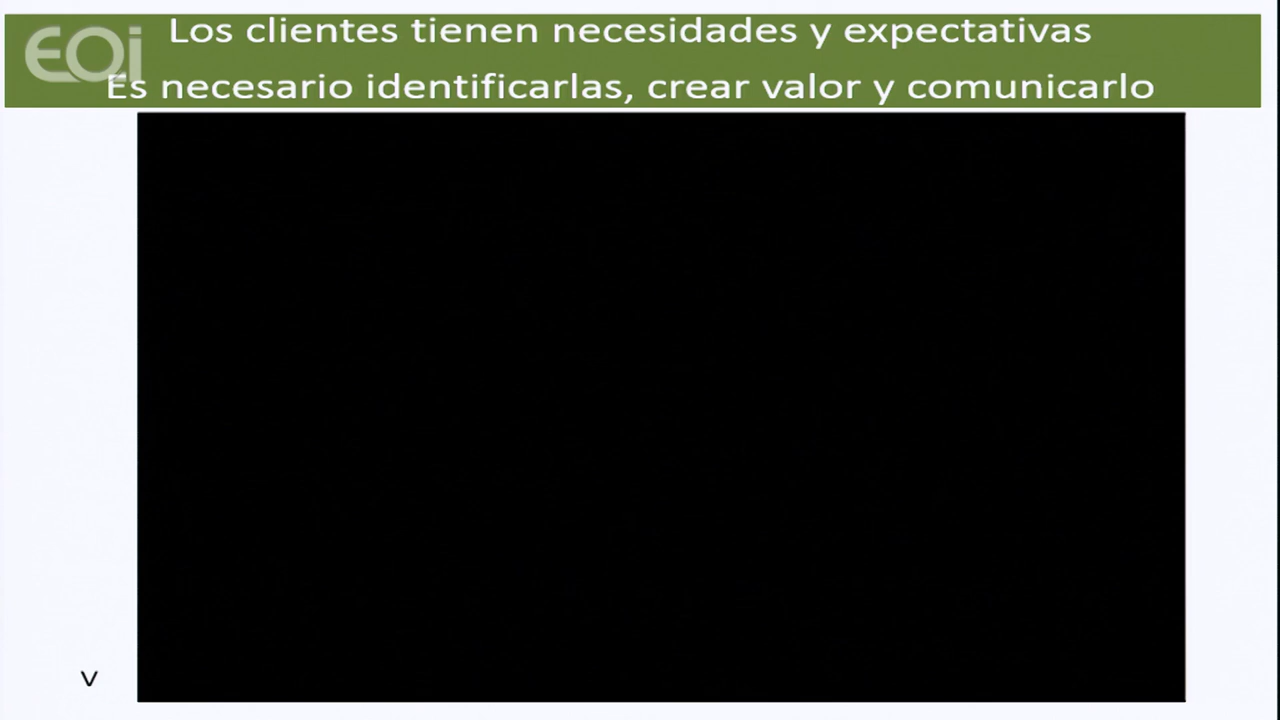 EOi
Los clientes tienen necesidades y expectativas
Es necesario identificarlas, crear valor y comunicarlo
v